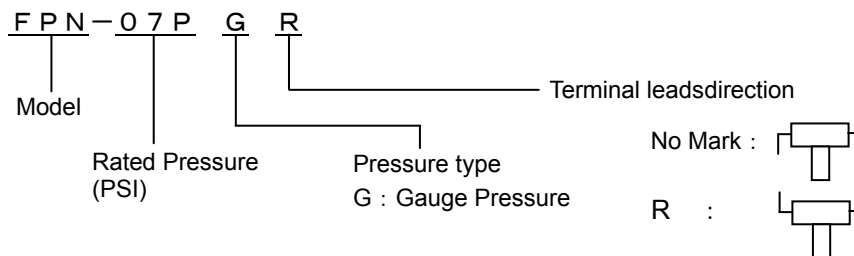 FPN-07P G R
Terminal leadsdirection
Model
No Mark :
Rated Pressure
(PSI)
Pressure type
G : Gauge Pressure
R :